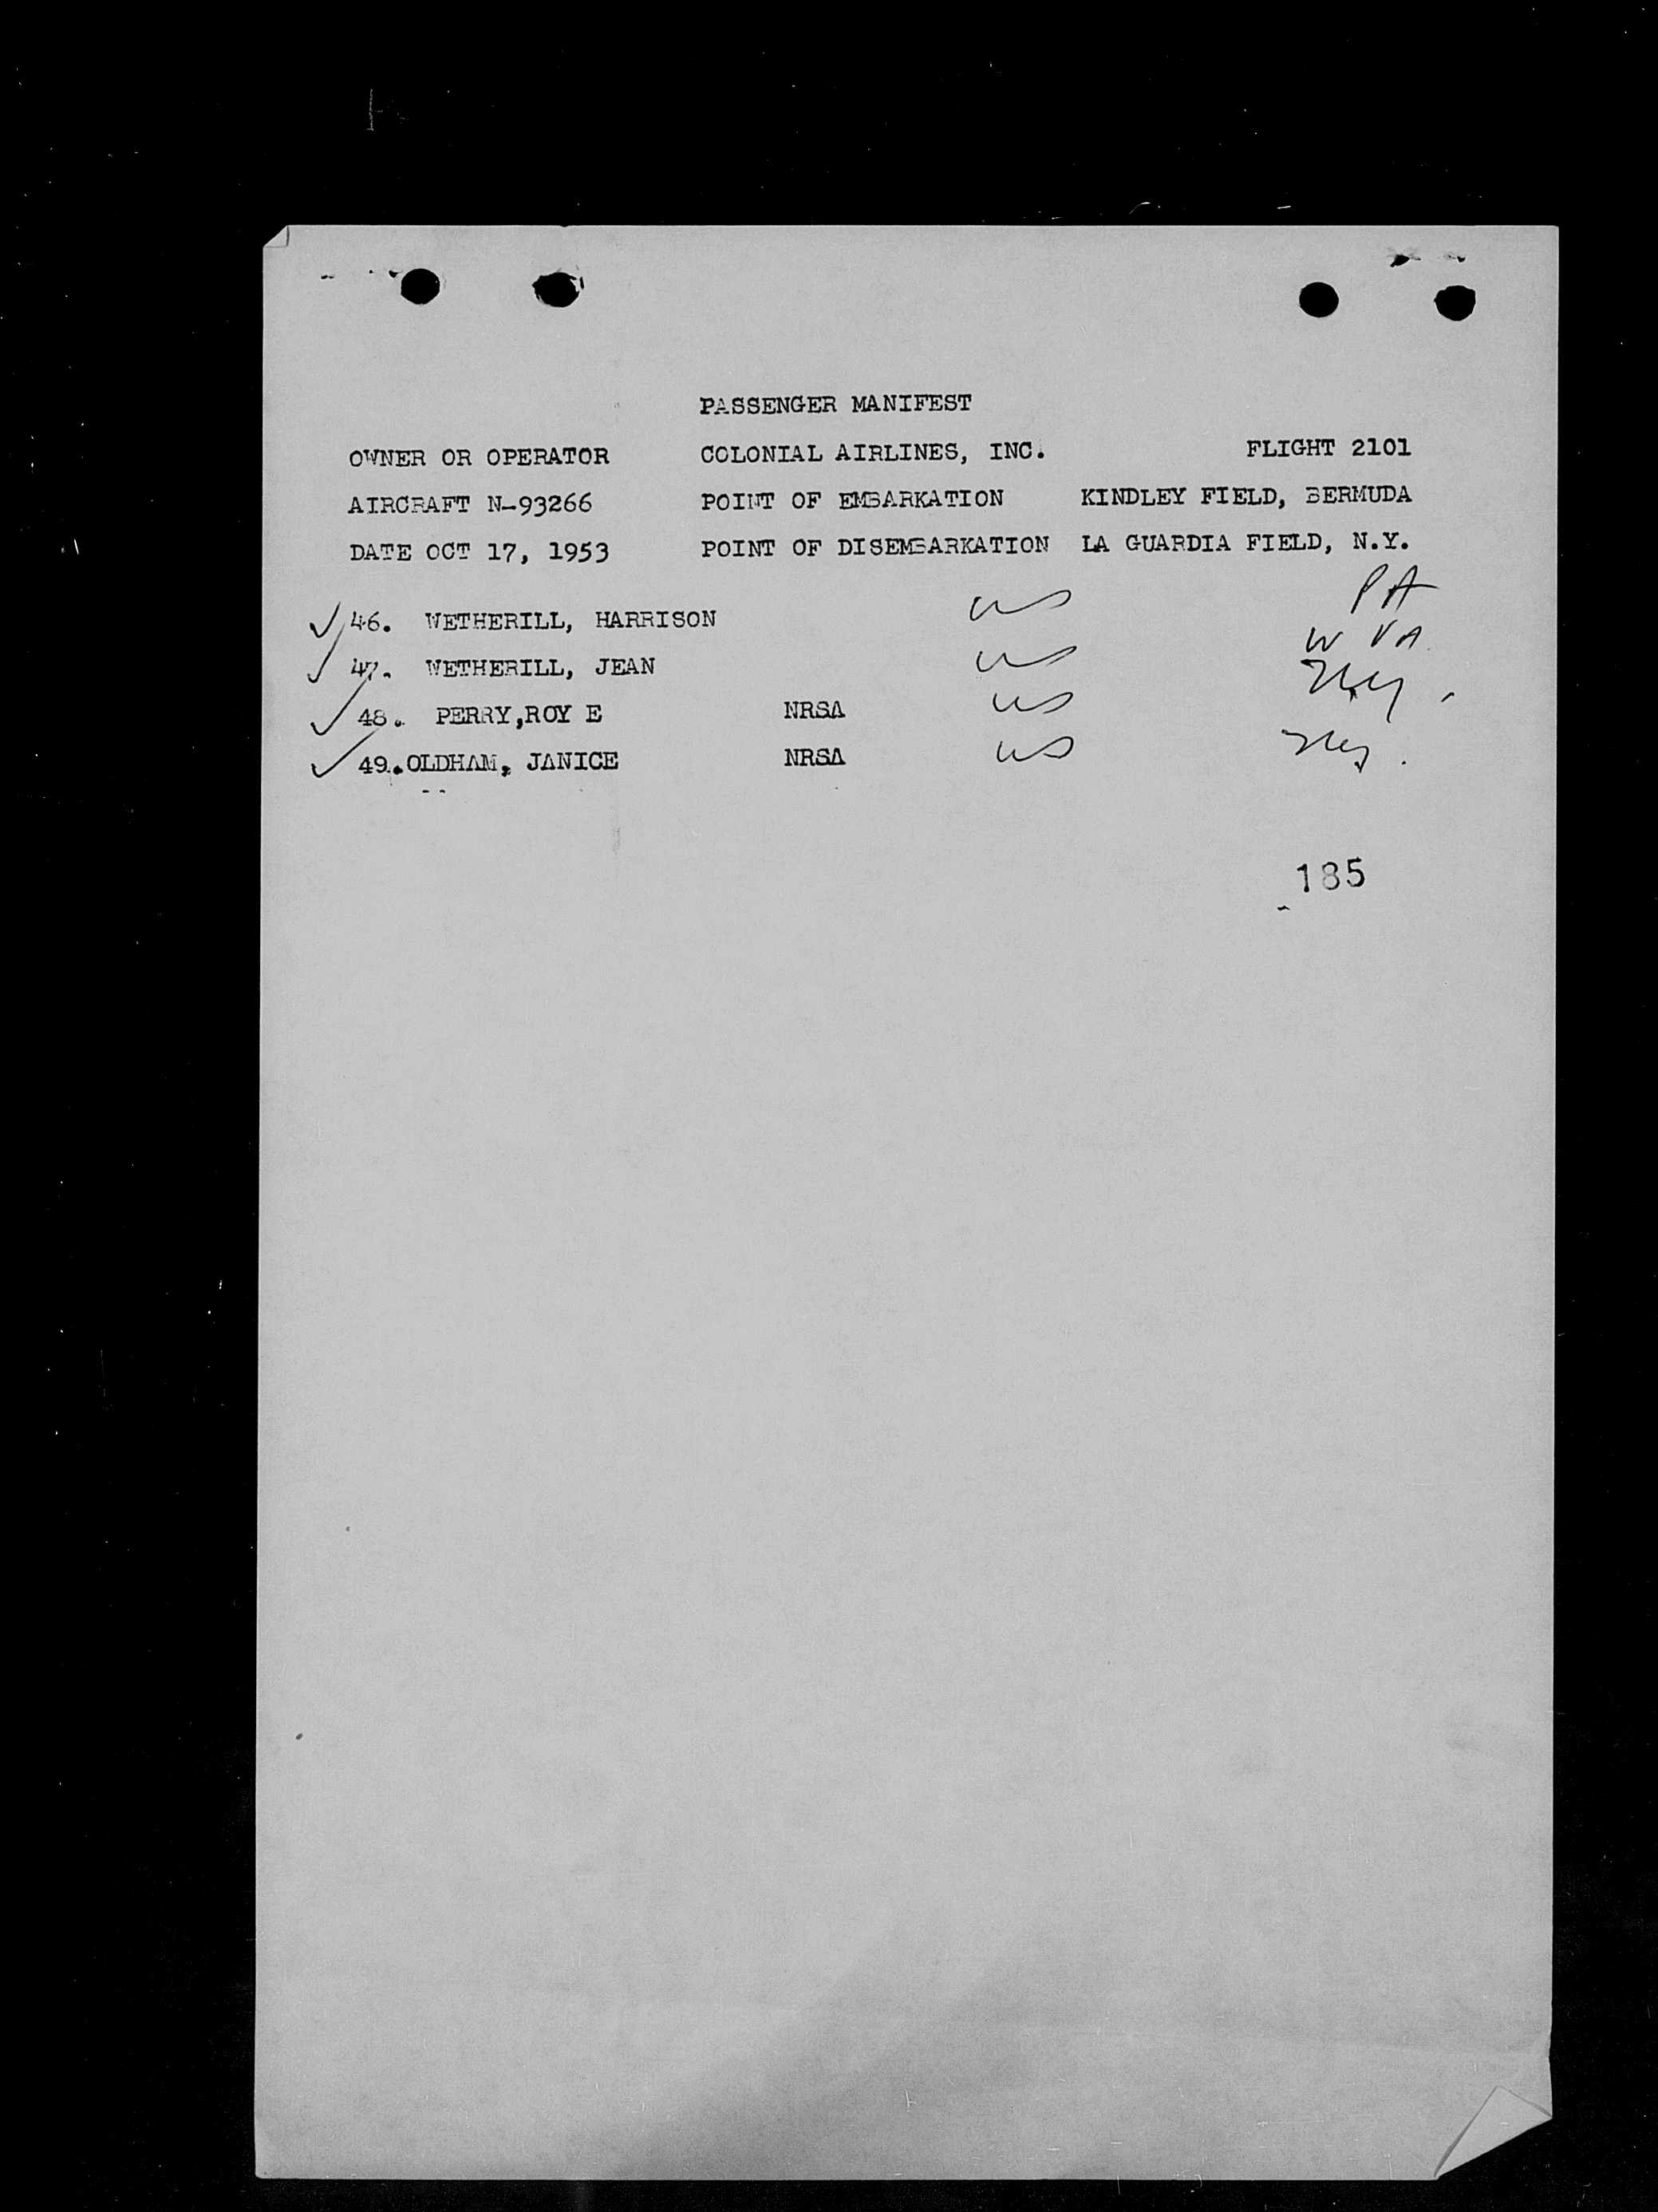 PASSENGER MANIFEST
OWNER OR OPERATOR COLONIAL AIRLINES, INC. FLIGHT 2101
AIRCRAFT N-93266 POINT OF EMBARKATION KINDLEY FIELD, BERMUDA
DATE OCT 17, 1953 POINT OF DISEMBARKATION LA GUARDIA FIELD, N.Y.
46. WETHERILL, HARRISON US PA
47. WETHERILL, JEAN US W VA
48. PERRY,ROY E NRSA US
49.OLDHAM, JANICE NRSA US
185